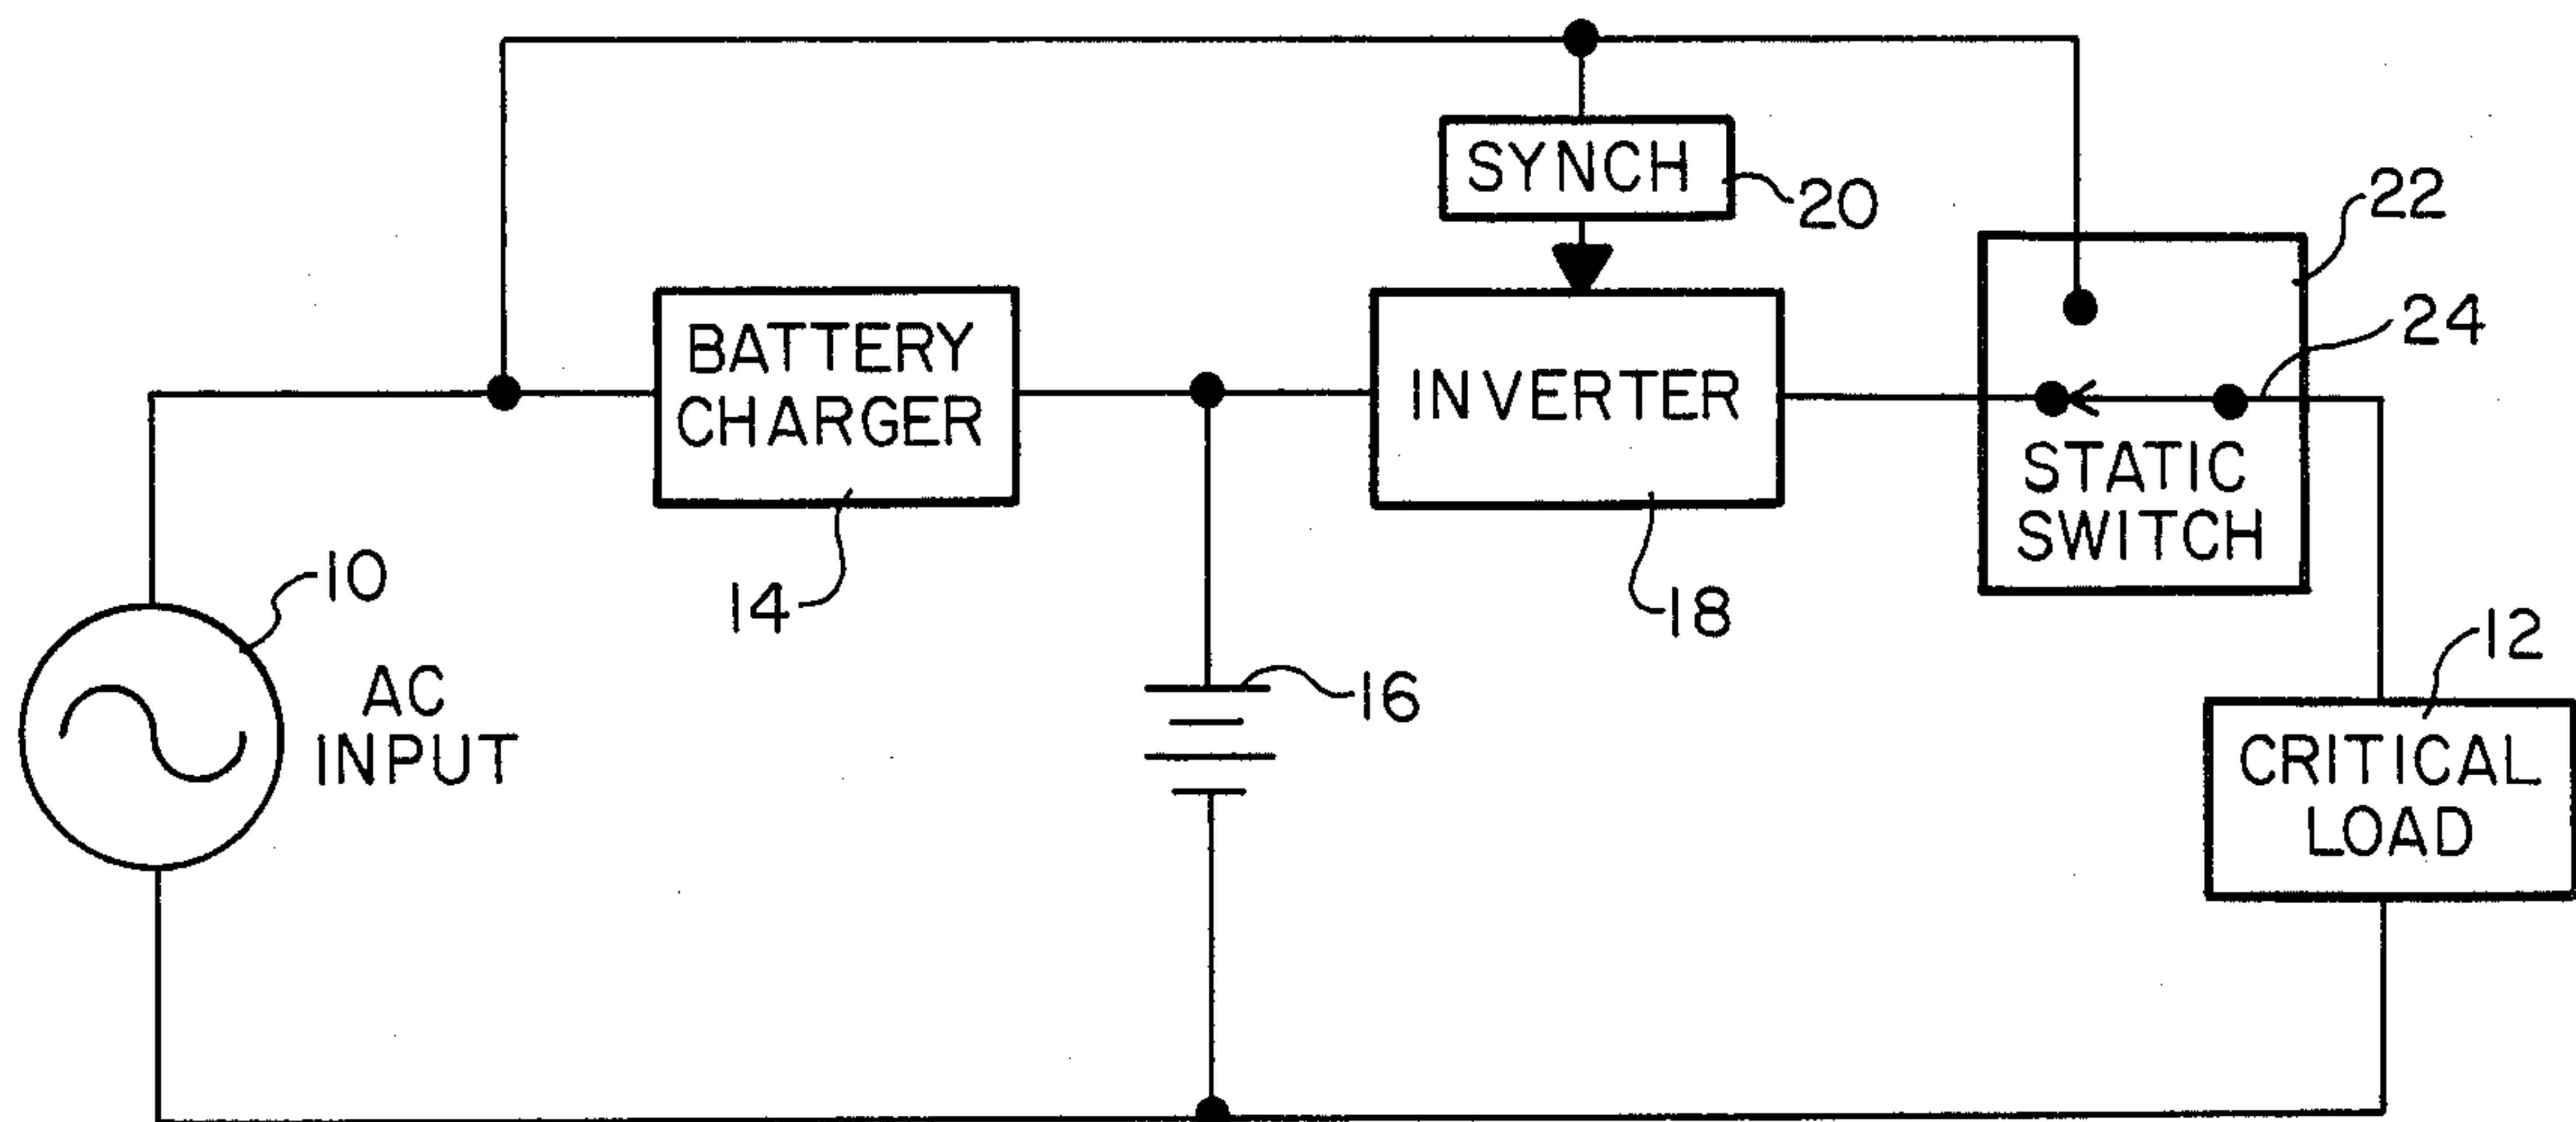 SYNCH
20
22
BATTERY
CHARGER
INVERTER
24
STATIC
SWITCH
10
14
18
AC
INPUT
16
12
CRITICAL
LOAD